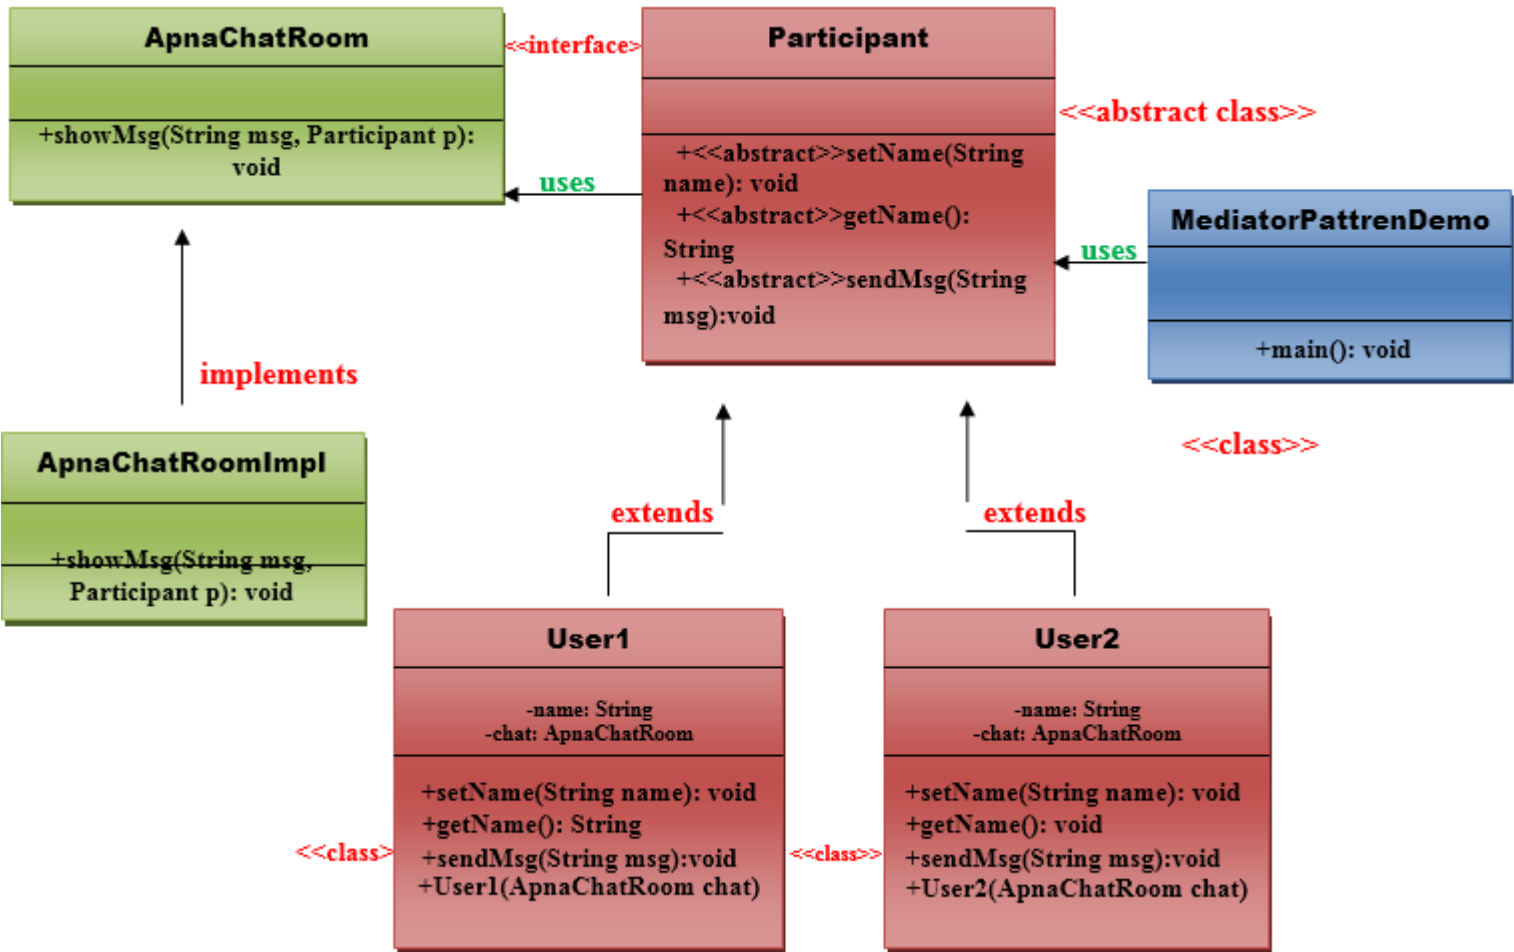 ApnaChatRoom
+showMsg(String msg, Participant p):
void
<<interface>
Participant
+<<abstract>>setName(String
name): void
+<<abstract>>getName():
String
+<<abstract>>sendMsg(String
msg):void
<<abstract class>>
uses
uses
MediatorPattrenDemo
+main(): void
<<class>>
implements
ApnaChatRoomImpl
+showMsg(String msg,
Participant p): void
extends
extends
User1
-name: String
-chat: ApnaChatRoom
+setName(String name): void
+getName(): String
+sendMsg(String msg):void
+User1(ApnaChatRoom chat)
<<class>
User2
-name: String
-chat: ApnaChatRoom
+setName(String name): void
+getName(): void
+sendMsg(String msg):void
+User2(ApnaChatRoom chat)
<<class>>